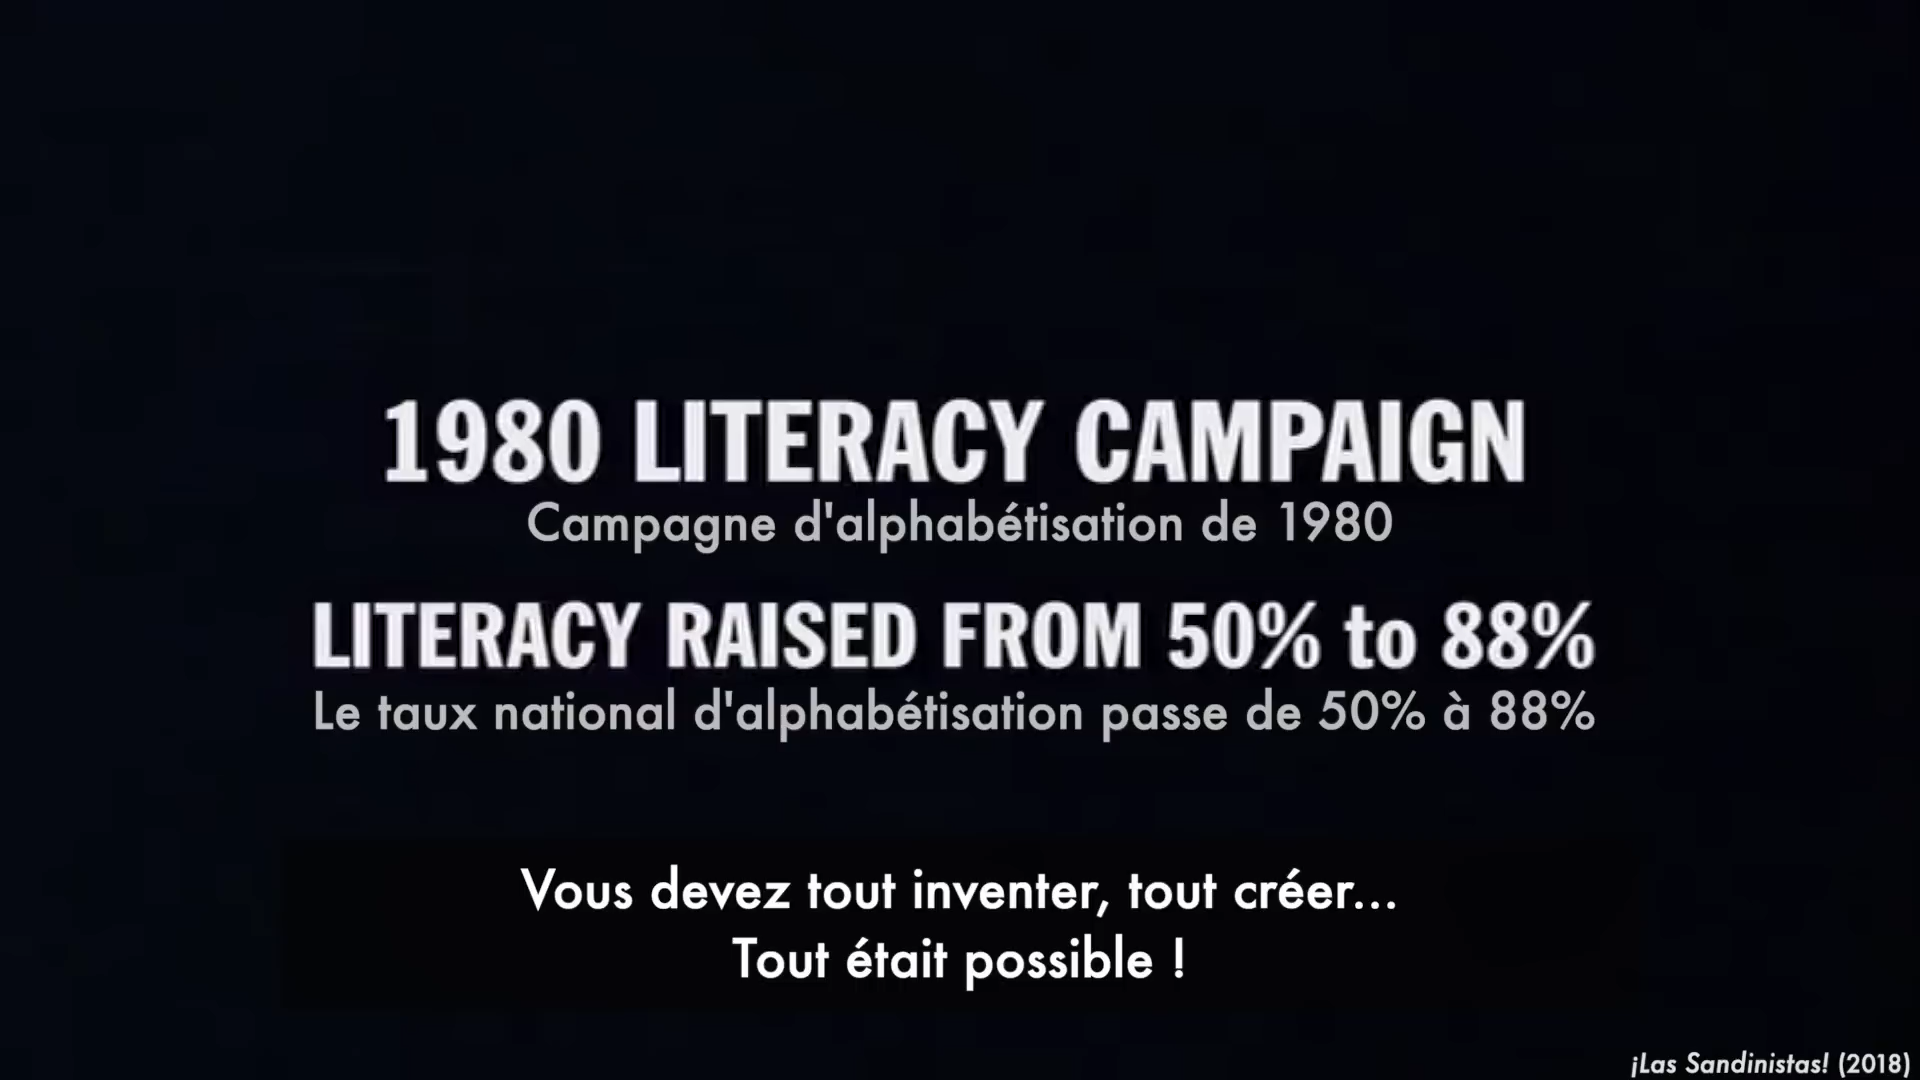 1980 LITERACY CAMPAIGN
Campagne d'alphabétisation de 1980
LITERACY RAISED FROM 50% to 88%
Le taux national d'alphabétisation passe de 50% à 88%
Vous devez tout inventer, tout créer...
Tout était possible !
¡Las Sandinistas! (2018)